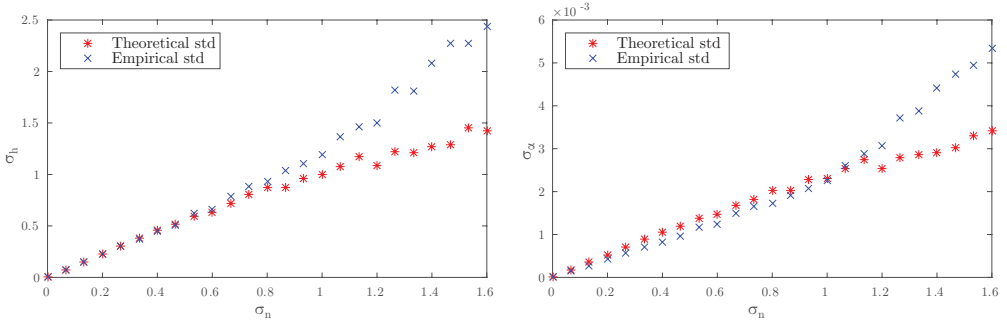 2.5
2
1.5
1
0.5
0
σh
Theoretical std
Empirical std
0 0.2 0.4 0.6 0.8 1 1.2 1.4 1.6
σn
×10⁻³
6
5
4
3
2
1
0
σα
Theoretical std
Empirical std
0 0.2 0.4 0.6 0.8 1 1.2 1.4 1.6
σn